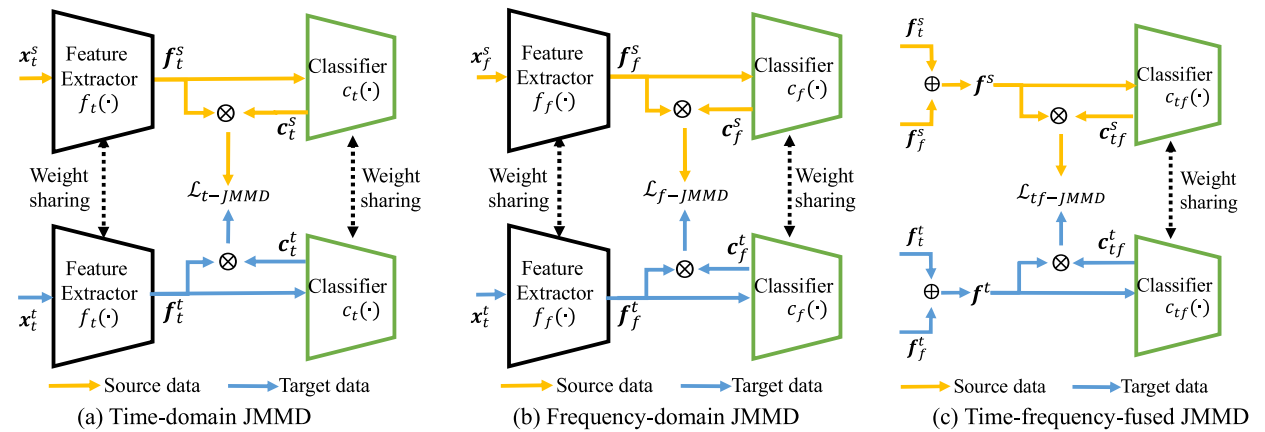 x_t^s
Feature
Extractor
f_t(·)
f_t^s
Classifier
c_t(·)
⊗
c_t^s
Weight
sharing
ℒ_{t−JMMD}
Weight
sharing
x_t^t
Feature
Extractor
f_t(·)
f_t^t
⊗
c_t^t
Classifier
c_t(·)
Source data
Target data
(a) Time-domain JMMD
x_f^s
Feature
Extractor
f_f(·)
f_f^s
Classifier
c_f(·)
⊗
c_f^s
Weight
sharing
ℒ_{f−JMMD}
Weight
sharing
x_t^t
Feature
Extractor
f_f(·)
f_f^t
⊗
c_f^t
Classifier
c_f(·)
Source data
Target data
(b) Frequency-domain JMMD
f_t^s
⊕
f_f^s
f^s
Classifier
c_{tf}(·)
⊗
c_{tf}^s
ℒ_{tf−JMMD}
Weight
sharing
f_t^t
⊕
f_f^t
f^t
⊗
c_{tf}^t
Classifier
c_{tf}(·)
Source data
Target data
(c) Time-frequency-fused JMMD